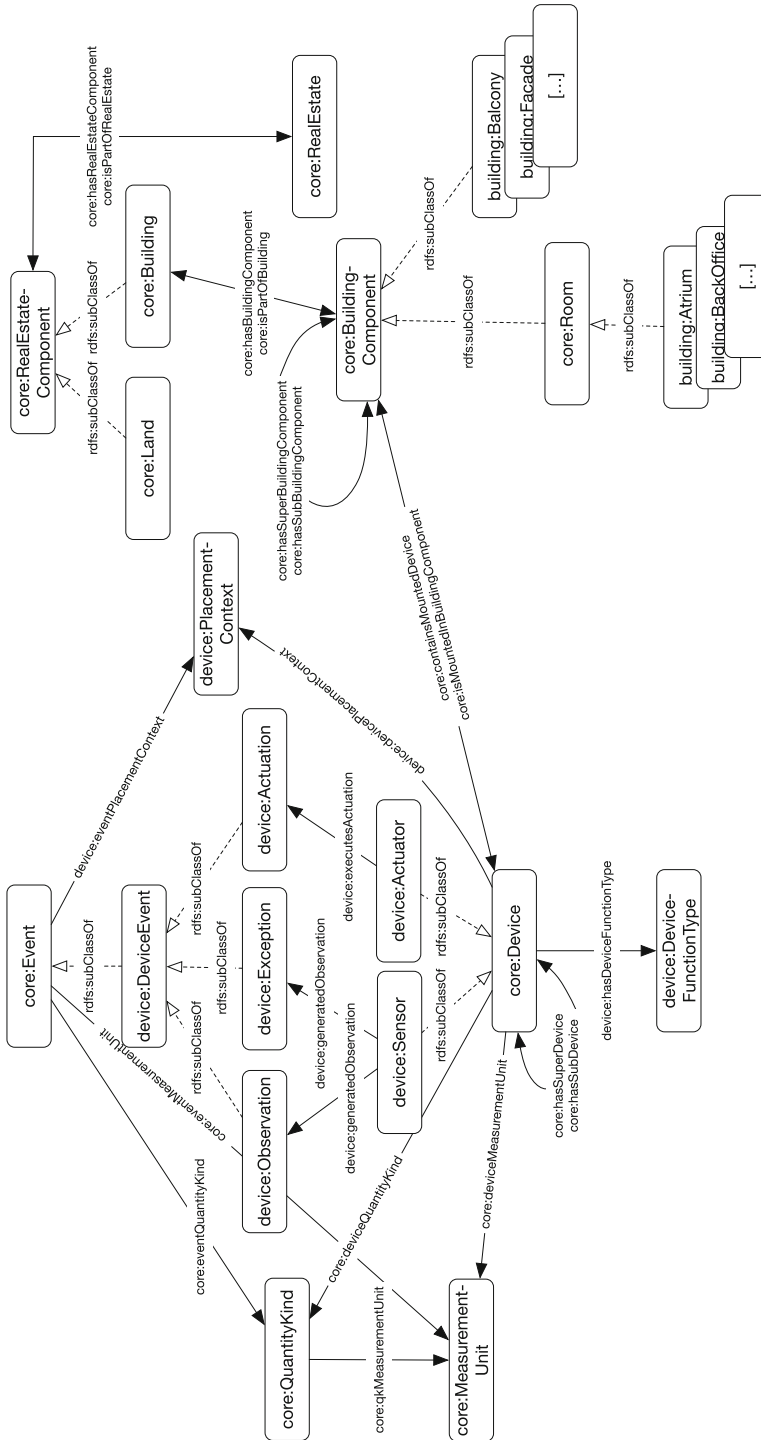 core:Event
core:RealEstate-
Component
core:hasRealEstateComponent
core:isPartOfRealEstate
rdfs:subClassOf
rdfs:subClassOf
rdfs:subClassOf
device:eventPlacementContext
device:DeviceEvent
core:Land
core:Building
core:RealEstate
core:eventQuantityKind
core:eventMeasurementUnit
rdfs:subClassOf
rdfs:subClassOf
rdfs:subClassOf
device:Placement-
Context
core:hasBuildingComponent
core:isPartOfBuilding
core:QuantityKind
device:Observation
device:Exception
device:Actuation
device:devicePlacementContext
core:hasSuperBuildingComponent
core:hasSubBuildingComponent
core:Building-
Component
device:generatedObservation
device:generatedObservation
device:executesActuation
core:qkMeasurementUnit
core:deviceQuantityKind
device:Sensor
device:Actuator
core:containsMountedDevice
core:isMountedInBuildingComponent
rdfs:subClassOf
rdfs:subClassOf
rdfs:subClassOf
rdfs:subClassOf
building:Balcony
building:Facade
[...]
core:Measurement-
Unit
core:deviceMeasurementUnit
core:Device
core:Room
core:hasSuperDevice
core:hasSubDevice
device:hasDeviceFunctionType
rdfs:subClassOf
device:Device-
FunctionType
building:Atrium
building:BackOffice
[...]